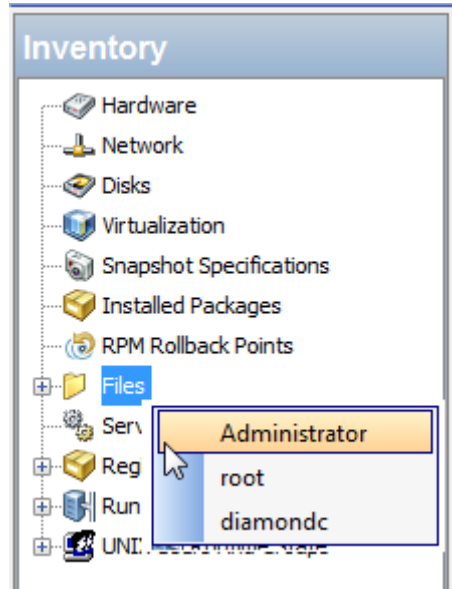 Inventory
Hardware
Network
Disks
Virtualization
Snapshot Specifications
Installed Packages
RPM Rollback Points
Files
Administrator
root
diamondc